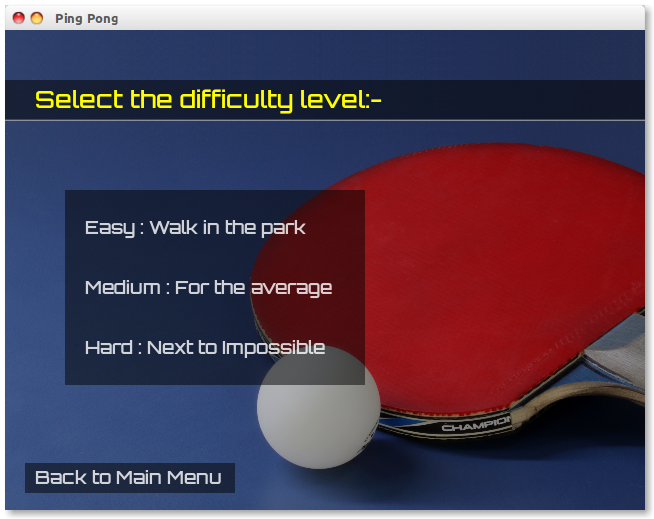 Ping Pong
Select the difficulty level:-
Easy : Walk in the park
Medium : For the average
Hard : Next to Impossible
CHAMPION
Back to Main Menu